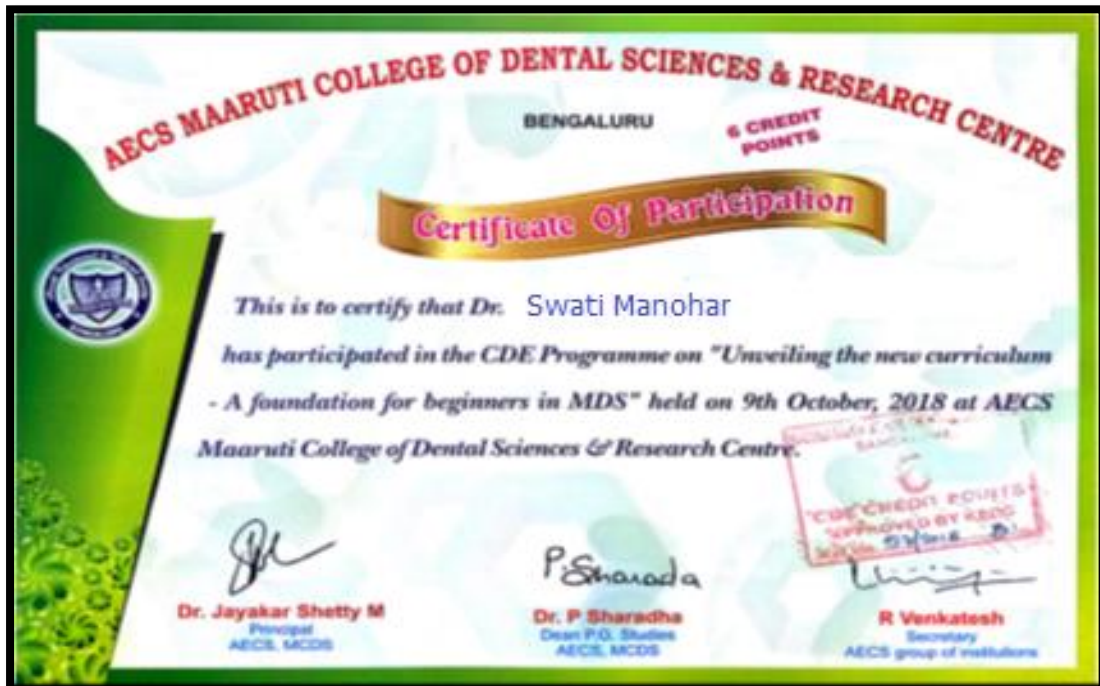 AECS MAARUTI COLLEGE OF DENTAL SCIENCES & RESEARCH CENTRE
BENGALURU
6 CREDIT
POINTS
Certificate Of Participation
This is to certify that Dr. Swati Manohar
has participated in the CDE Programme on "Unveiling the new curriculum
- A foundation for beginners in MDS" held on 9th October, 2018 at AECS
Maaruti College of Dental Sciences & Research Centre.
CDE CREDIT POINTS
APPROVED BY KSDC
P. Sharada
Dr. Jayakar Shetty M
Principal
AECS, MCDS
Dr. P Sharadha
Dean P.G. Studies
AECS, MCDS
R Venkatesh
Secretary
AECS group of institutions